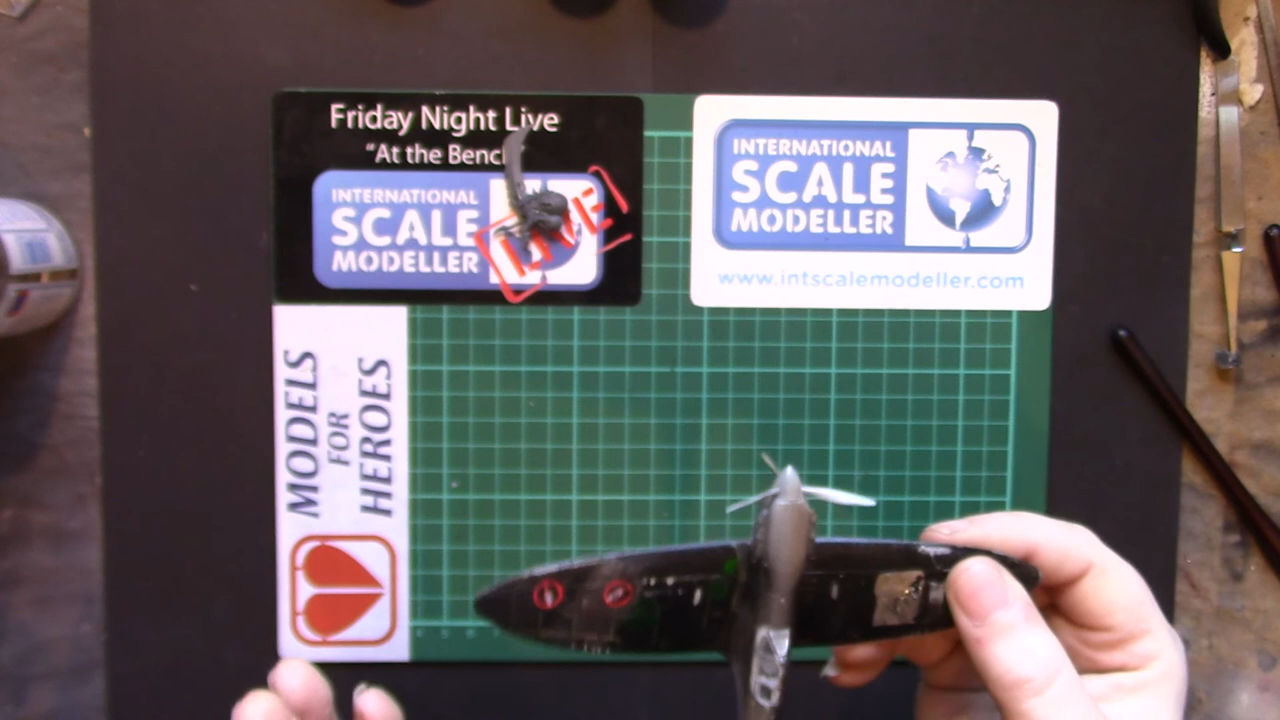 Friday Night Live
"At the Bench
INTERNATIONAL
SCALE
MODELLER
LIVE!
INTERNATIONAL
SCALE
MODELLER
www.intscalemodeller.com
MODELS
FOR
HEROES